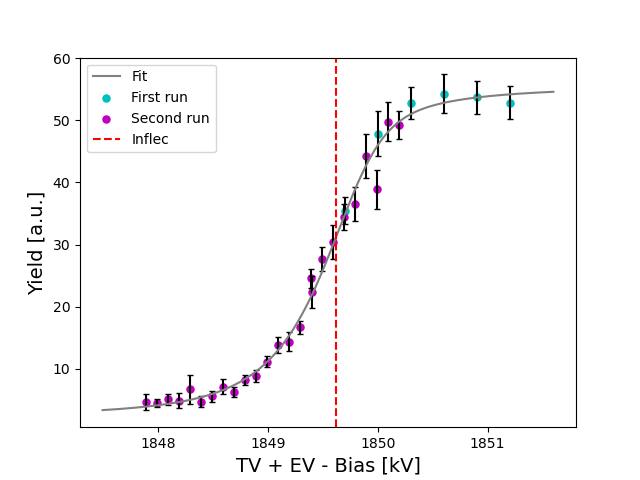 60
50
40
30
20
10
Yield [a.u.]
Fit
First run
Second run
Inflec
1848
1849
1850
1851
TV + EV - Bias [kV]